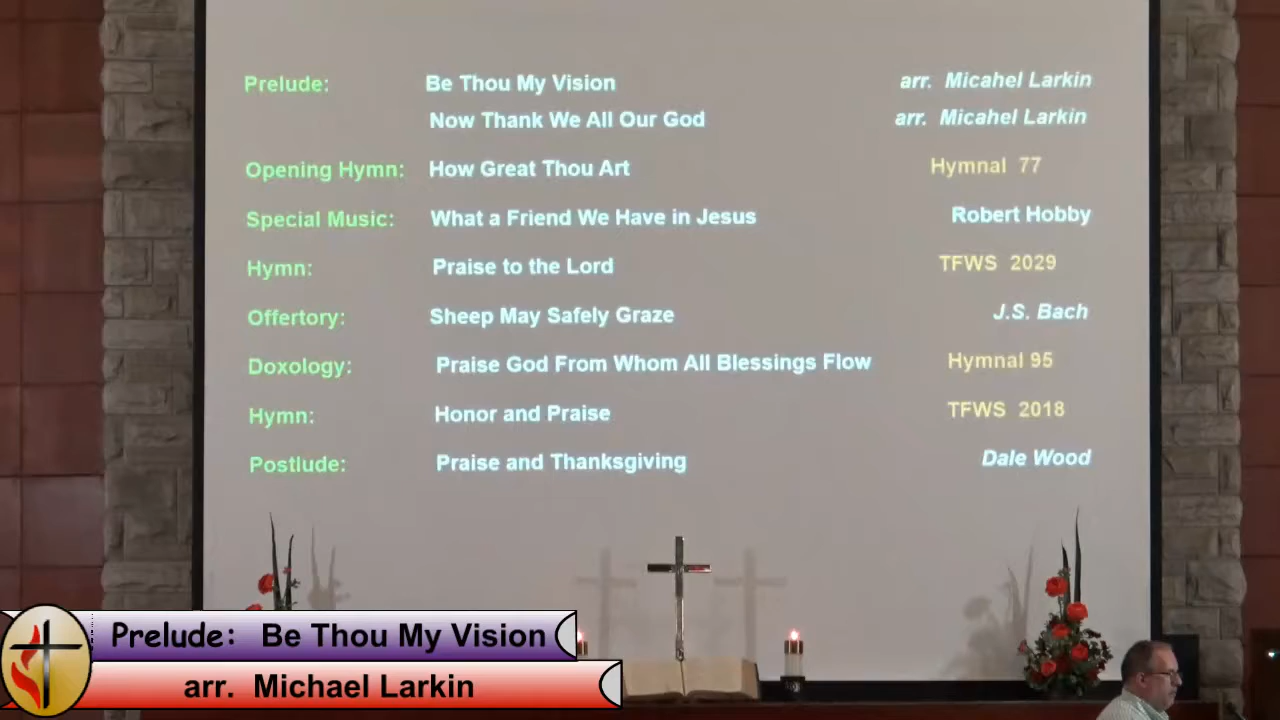 Prelude: Be Thou My Vision arr. Micahel Larkin
Now Thank We All Our God arr. Micahel Larkin
Opening Hymn: How Great Thou Art Hymnal 77
Special Music: What a Friend We Have in Jesus Robert Hobby
Hymn: Praise to the Lord TFWS 2029
Offertory: Sheep May Safely Graze J.S. Bach
Doxology: Praise God From Whom All Blessings Flow Hymnal 95
Hymn: Honor and Praise TFWS 2018
Postlude: Praise and Thanksgiving Dale Wood
Prelude: Be Thou My Vision
arr. Michael Larkin